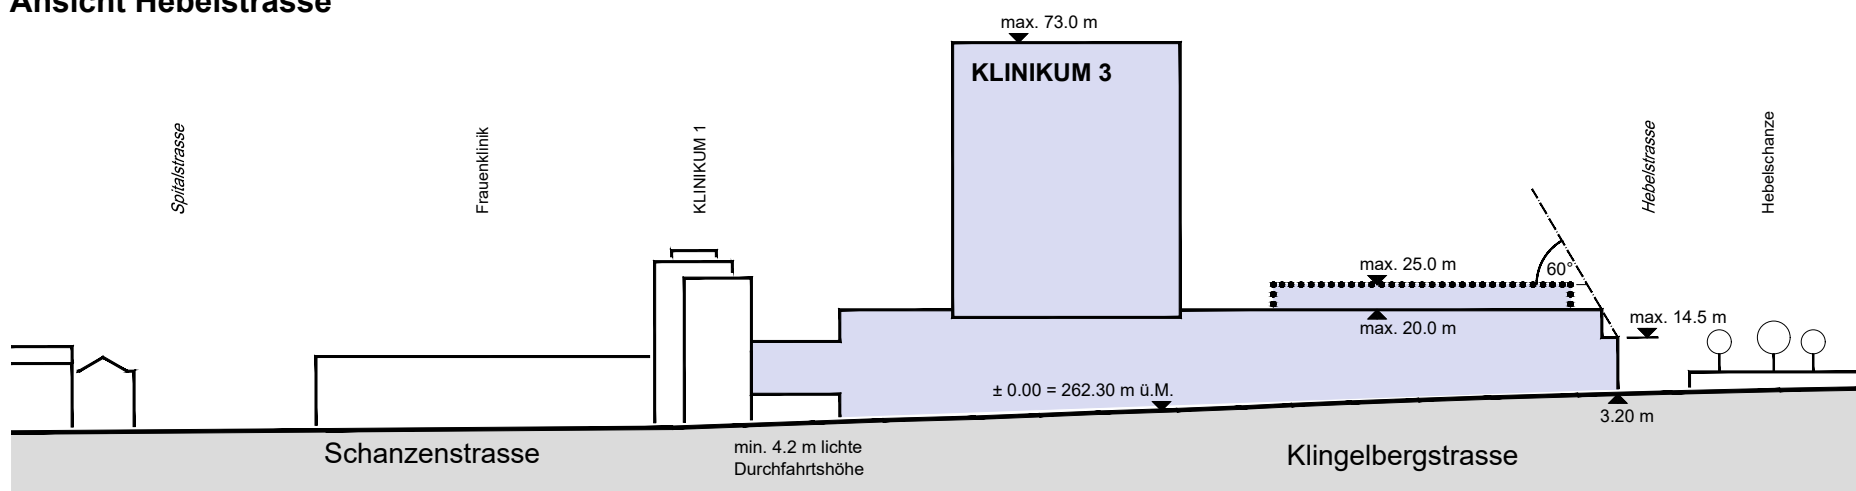 Ansicht Hebelstrasse
max. 73.0 m
KLINIKUM 3
Spitalstrasse
Frauenklinik
KLINIKUM 1
Hebelstrasse
Hebelschanze
max. 25.0 m
60°
max. 20.0 m
max. 14.5 m
± 0.00 = 262.30 m ü.M.
3.20 m
Schanzenstrasse
min. 4.2 m lichte
Durchfahrtshöhe
Klingelbergstrasse